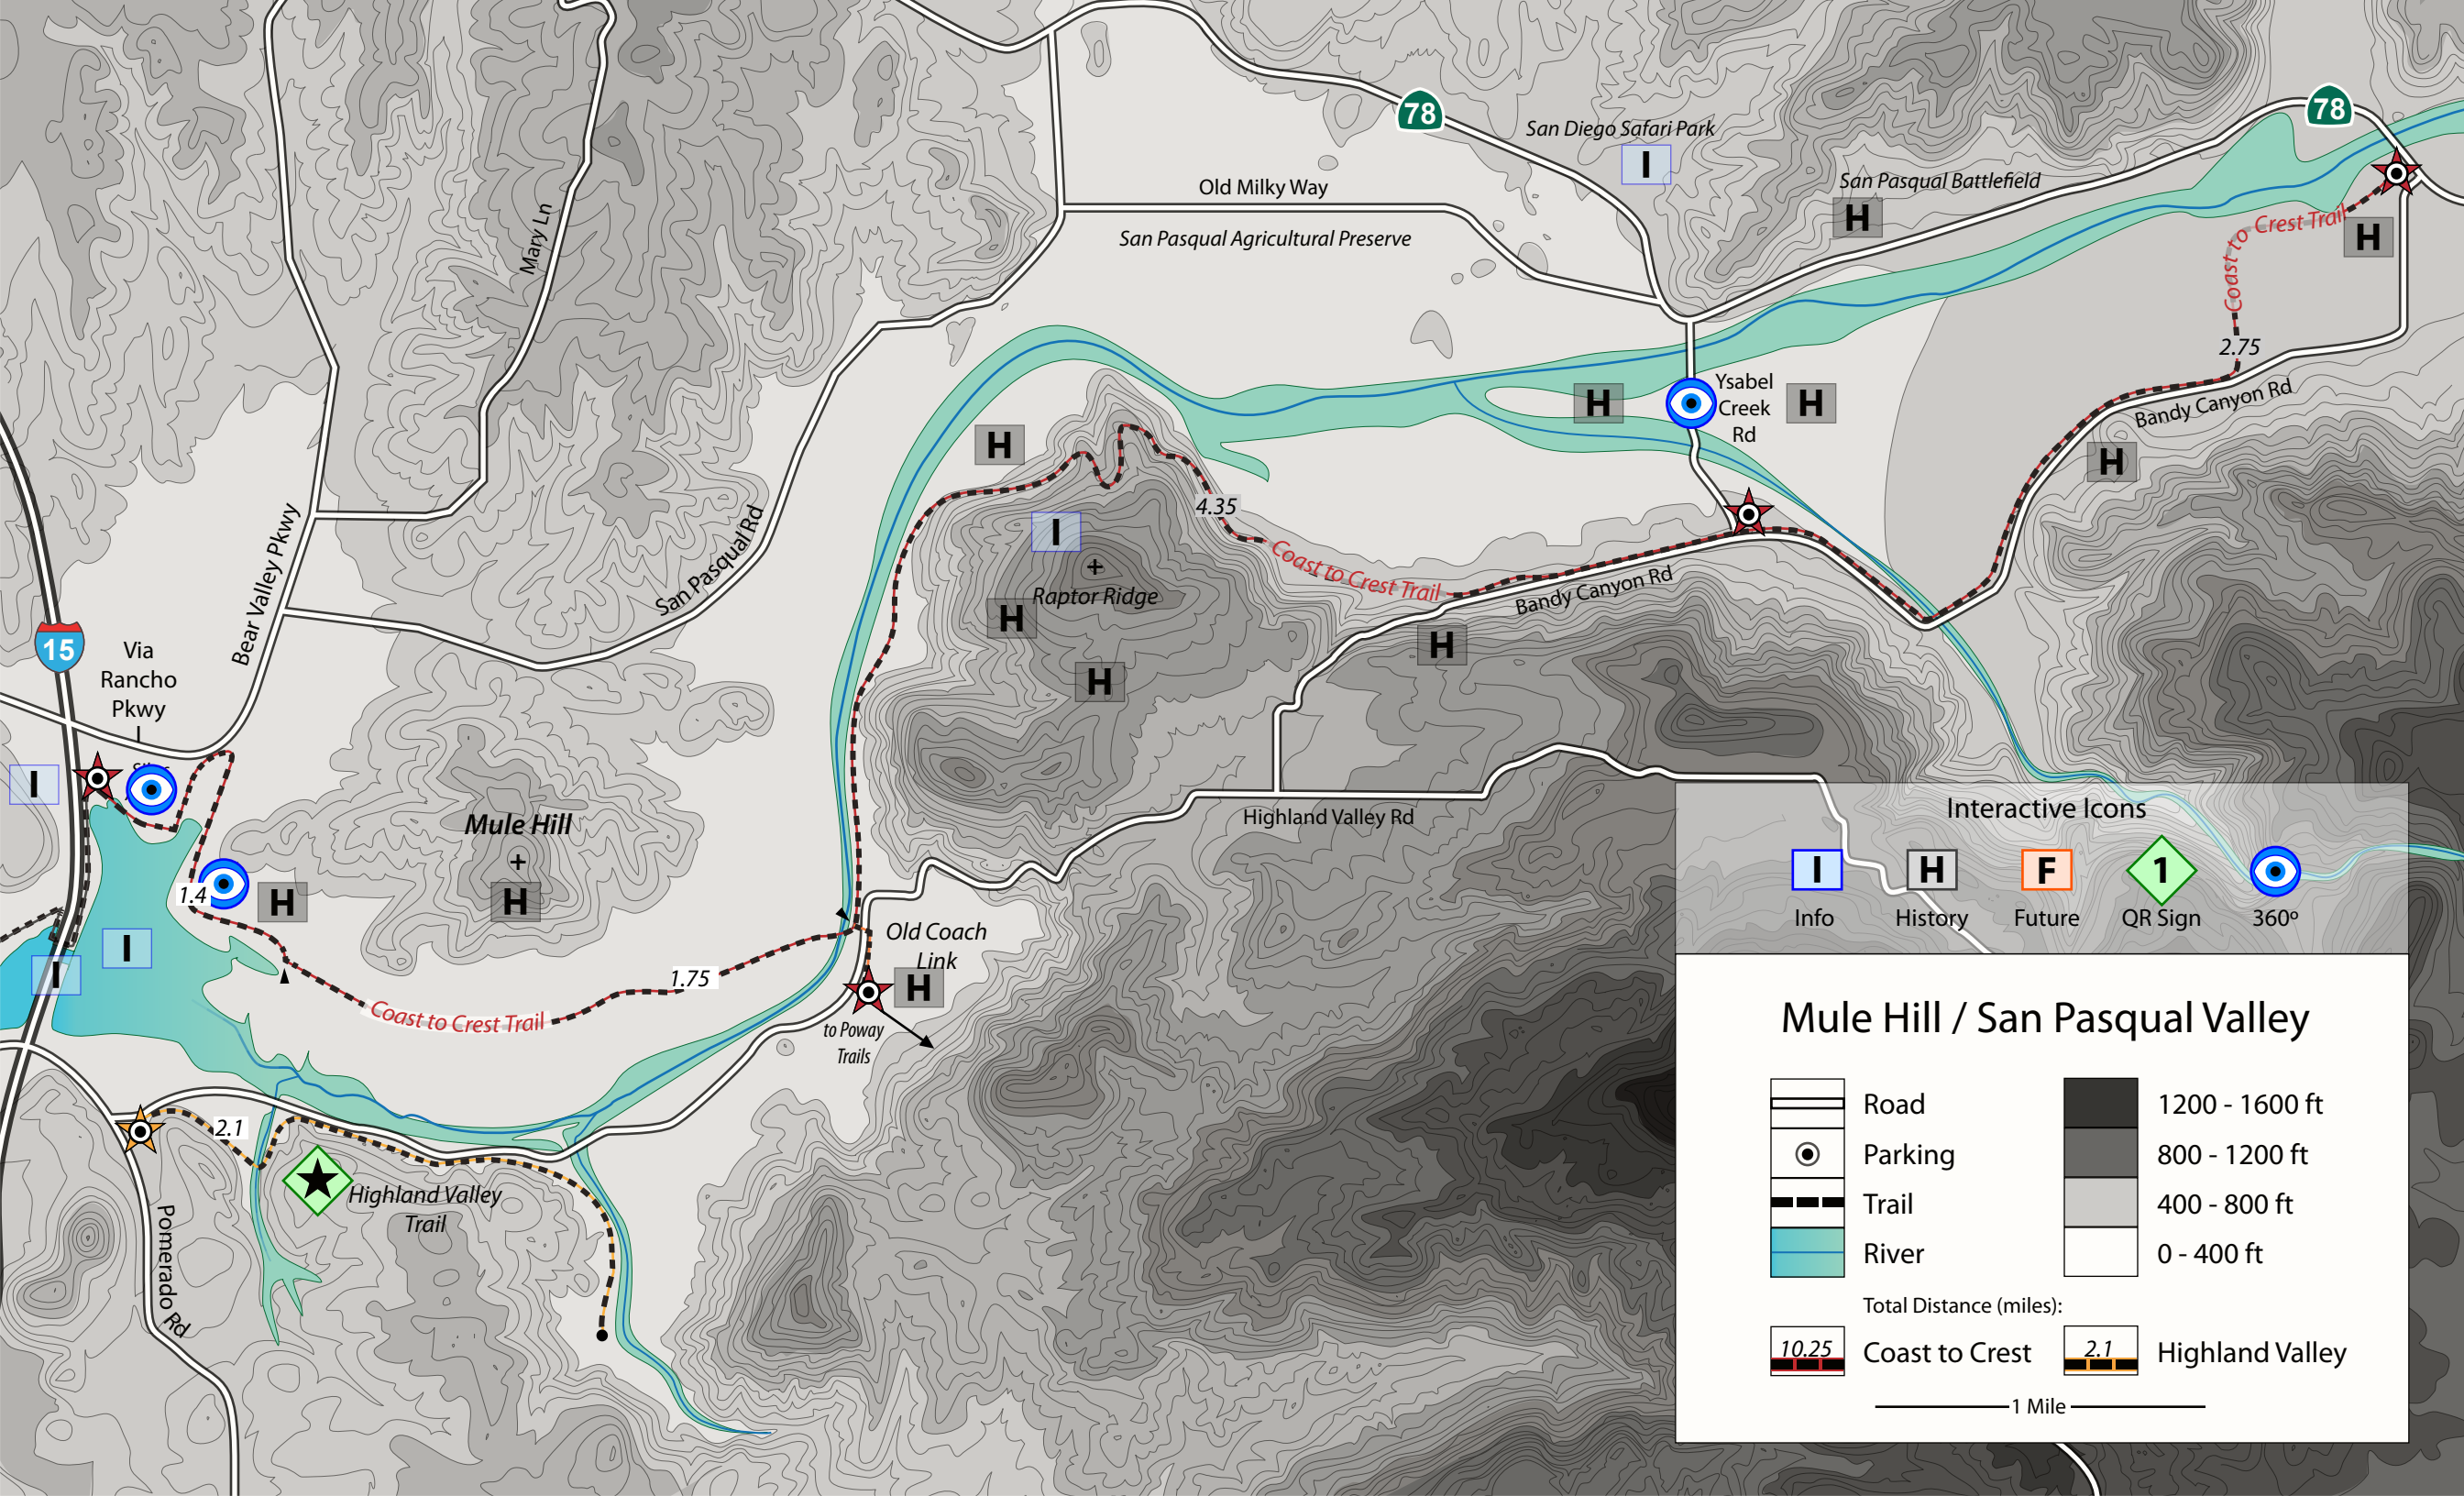 78
78
San Diego Safari Park
I
Old Milky Way
San Pasqual Battlefield
H
Mary Ln
San Pasqual Agricultural Preserve
Coast to Crest Trail
H
2.75
Ysabel
Creek
Rd
H
H
Bandy Canyon Rd
H
H
4.35
Bear Valley Pkwy
San Pasqual Rd
I
Raptor Ridge
H
Coast to Crest Trail
Bandy Canyon Rd
H
15
Via
Rancho
Pkwy
H
I
Mule Hill
H
Highland Valley Rd
1.4
H
I
I
Old Coach
Link
H
1.75
Coast to Crest Trail
to Poway
Trails
2.1
Highland Valley
Trail
Pomerado Rd
Interactive Icons
I
H
F
1
Info
History
Future
QR Sign
360º
Mule Hill / San Pasqual Valley
Road
1200 - 1600 ft
Parking
800 - 1200 ft
Trail
400 - 800 ft
River
0 - 400 ft
Total Distance (miles):
10.25
Coast to Crest
2.1
Highland Valley
1 Mile